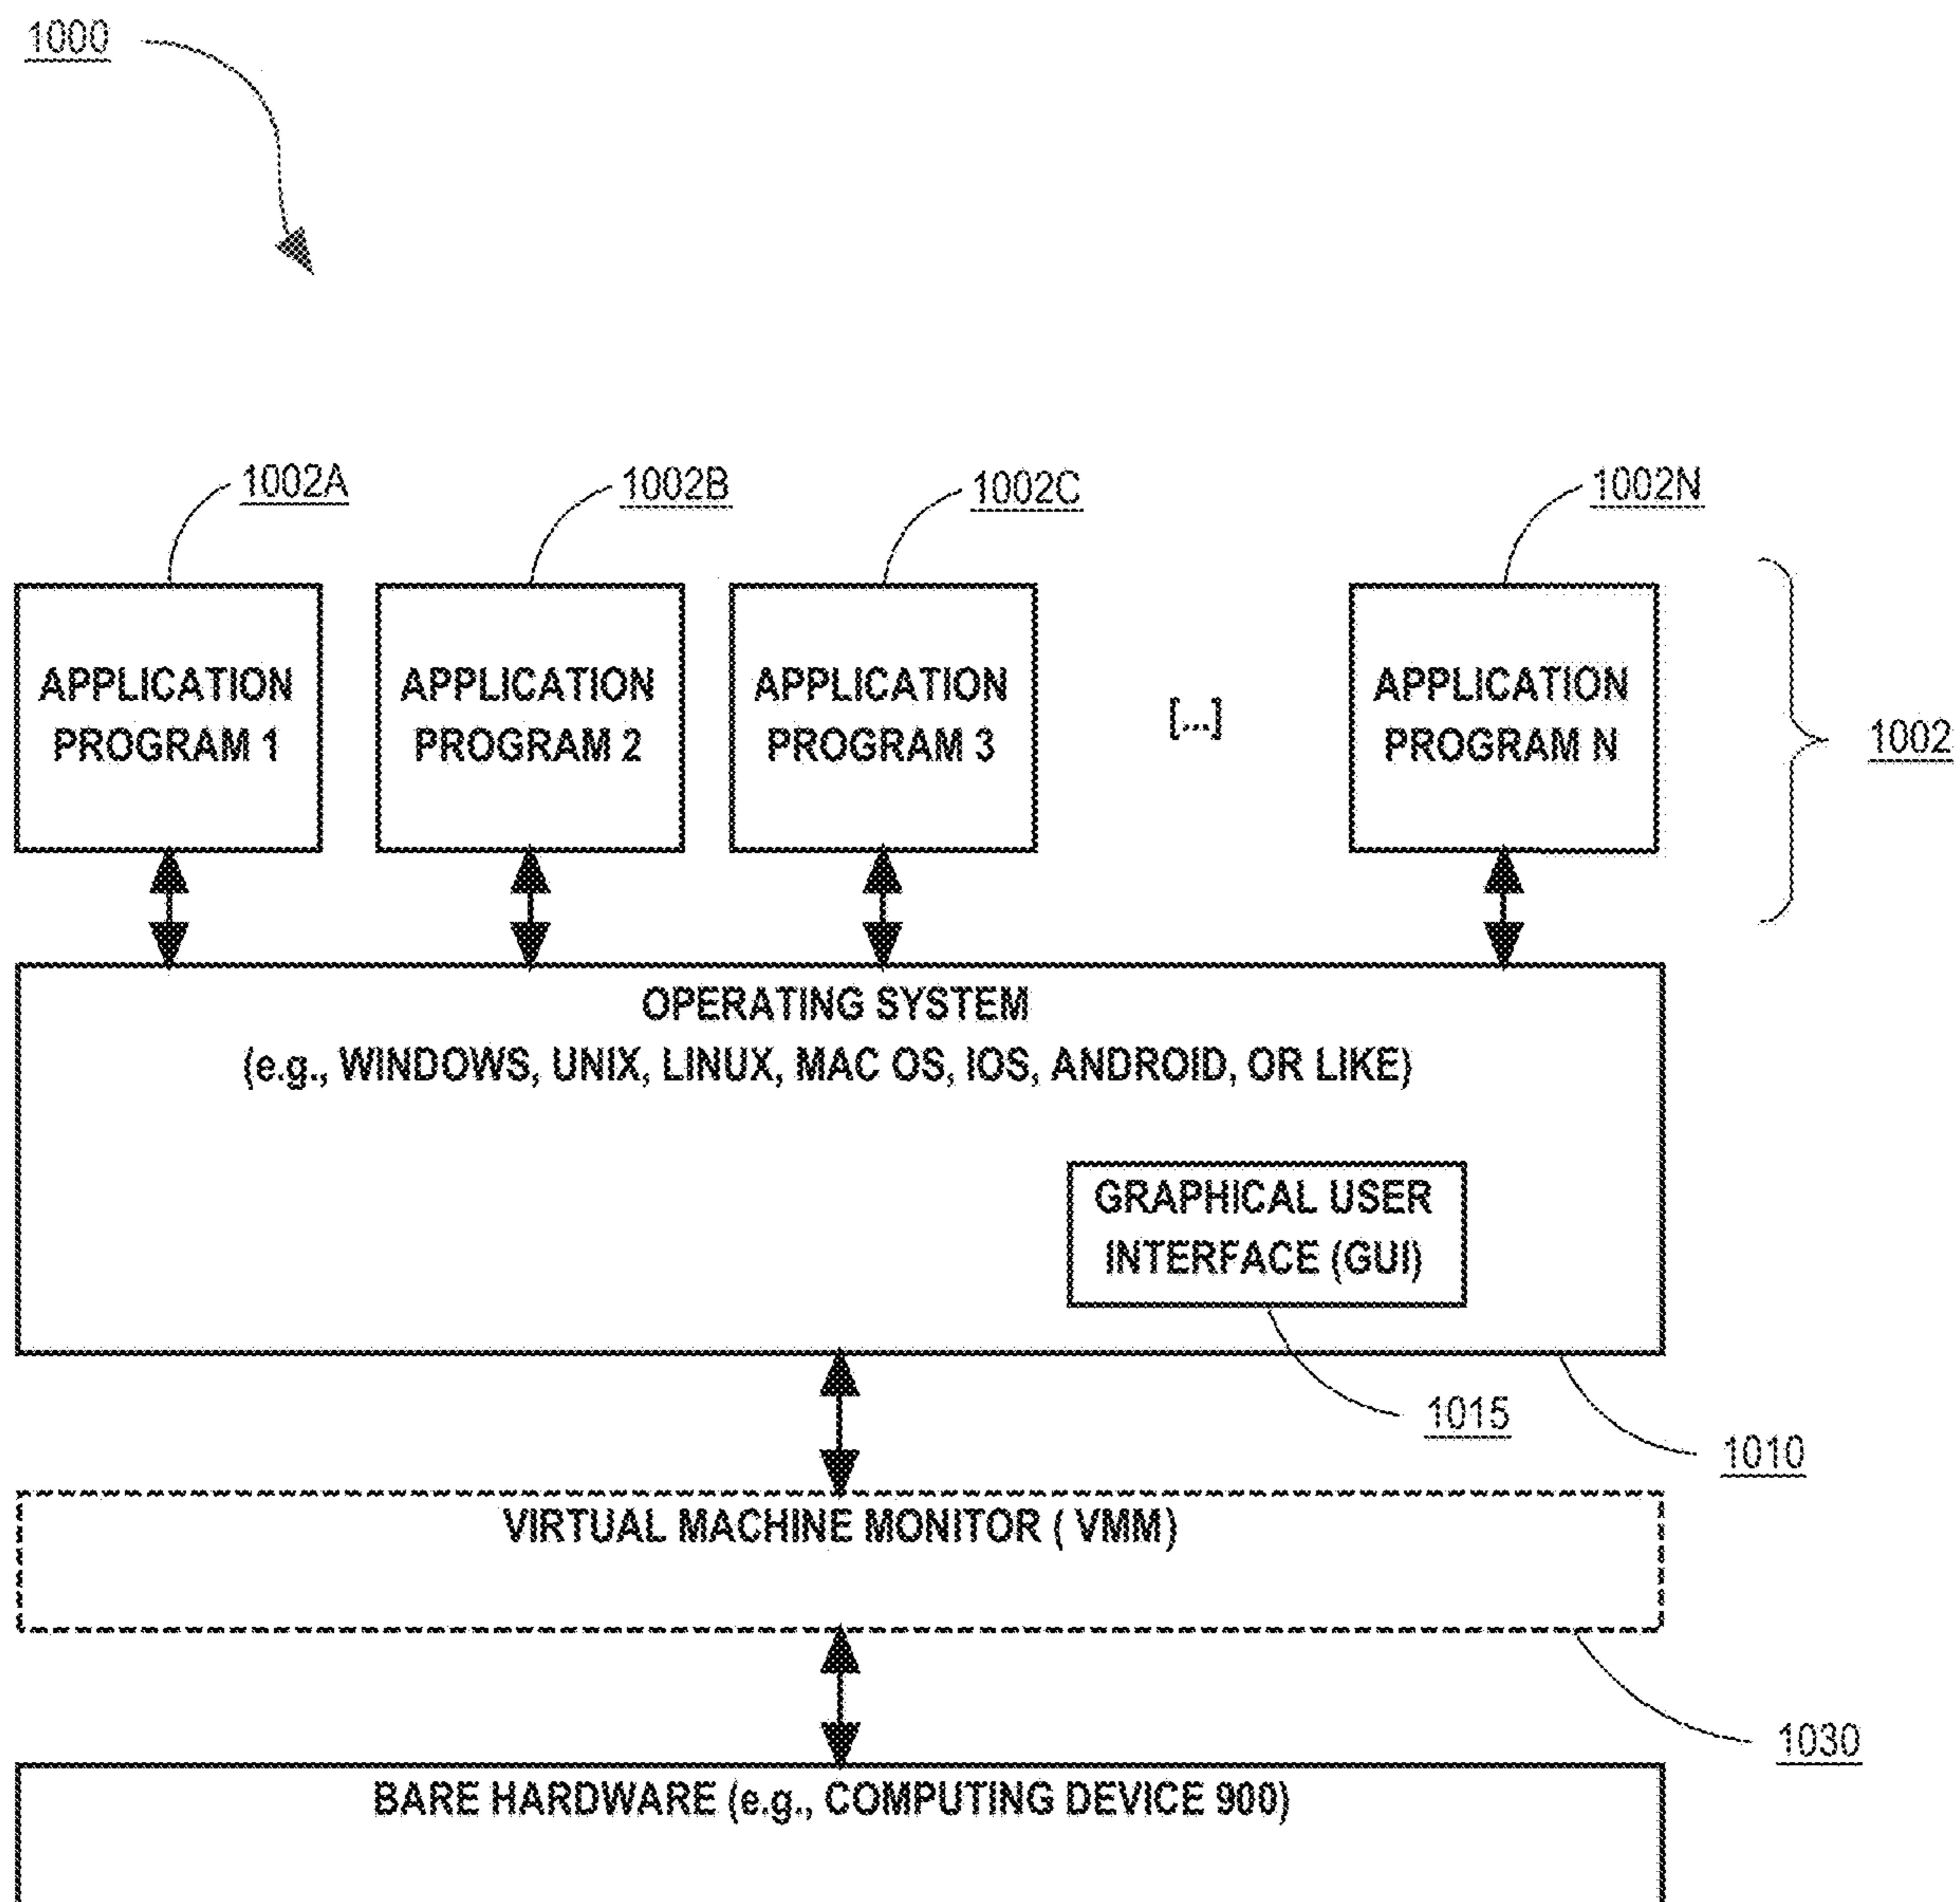 1000
1002A
1002B
1002C
1002N
APPLICATION
PROGRAM 1
APPLICATION
PROGRAM 2
APPLICATION
PROGRAM 3
[...]
APPLICATION
PROGRAM N
1002
OPERATING SYSTEM
(e.g., WINDOWS, UNIX, LINUX, MAC OS, IOS, ANDROID, OR LIKE)
GRAPHICAL USER
INTERFACE (GUI)
1015
1010
VIRTUAL MACHINE MONITOR ( VMM)
1030
BARE HARDWARE (e.g., COMPUTING DEVICE 900)